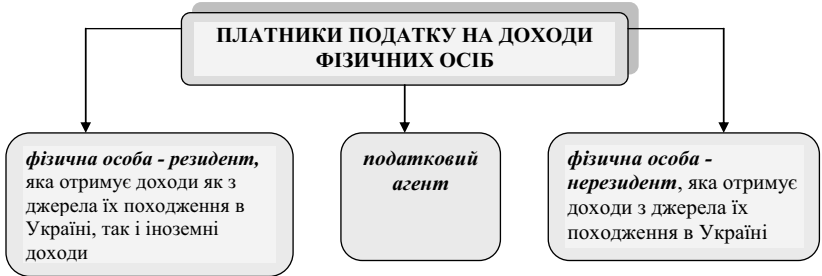 ПЛАТНИКИ ПОДАТКУ НА ДОХОДИ
ФІЗИЧНИХ ОСІБ
фізична особа - резидент,
яка отримує доходи як з
джерела їх походження в
Україні, так і іноземні
доходи
податковий
агент
фізична особа -
нерезидент, яка отримує
доходи з джерела їх
походження в Україні